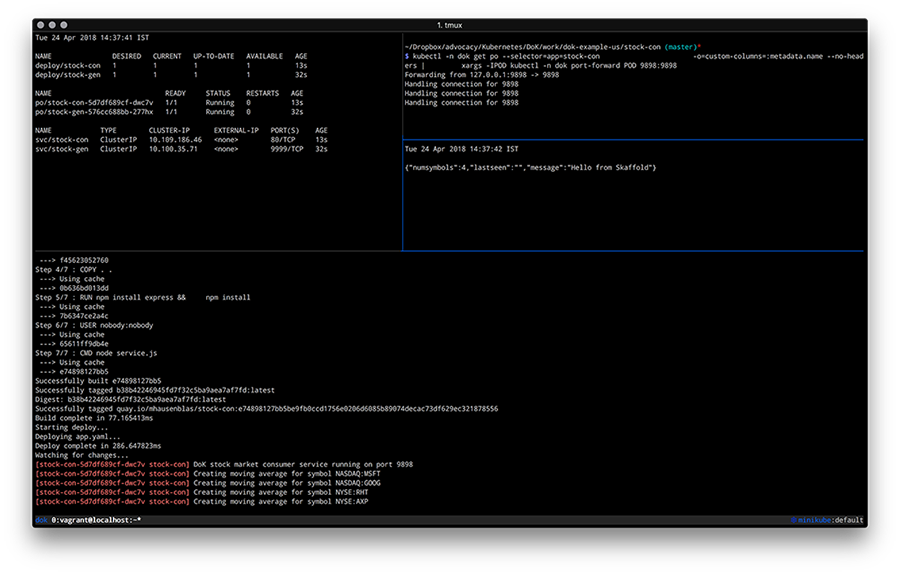 1. tmux
Tue 24 Apr 2018 14:37:41 IST
NAME DESIRED CURRENT UP-TO-DATE AVAILABLE AGE
deploy/stock-con 1 1 1 1 13s
deploy/stock-gen 1 1 1 1 32s
NAME READY STATUS RESTARTS AGE
po/stock-con-5d7df689cf-dwc7v 1/1 Running 0 13s
po/stock-gen-576cc688bb-277hx 1/1 Running 0 32s
NAME TYPE CLUSTER-IP EXTERNAL-IP PORT(S) AGE
svc/stock-con ClusterIP 10.109.186.46 <none> 80/TCP 13s
svc/stock-gen ClusterIP 10.100.35.71 <none> 9999/TCP 32s
~/Dropbox/advocacy/Kubernetes/DoK/work/dok-example-us/stock-con (master)*
$ kubectl -n dok get po --selector=app=stock-con -o=custom-columns=:metadata.name --no-head
ers | xargs -IPOD kubectl -n dok port-forward POD 9898:9898
Forwarding from 127.0.0.1:9898 -> 9898
Handling connection for 9898
Handling connection for 9898
Handling connection for 9898
Tue 24 Apr 2018 14:37:42 IST
{"numsymbols":4,"lastseen":"","message":"Hello from Skaffold"}
---> f45623052760
Step 4/7 : COPY . .
---> Using cache
---> 0b636bd013dd
Step 5/7 : RUN npm install express && npm install
---> Using cache
---> 7b6347ce2a4c
Step 6/7 : USER nobody:nobody
---> Using cache
---> 65611ff9db4e
Step 7/7 : CMD node service.js
---> Using cache
---> e74898127bb5
Successfully built e74898127bb5
Successfully tagged b38b42246945fd7f32c5ba9aea7af7fd:latest
Digest: b38b42246945fd7f32c5ba9aea7af7fd:latest
Successfully tagged quay.io/mhausenblas/stock-con:e74898127bb5be9fb0ccd1756e0206d6085b89074decac73df629ec321878556
Build complete in 77.165413ms
Starting deploy...
Deploying app.yaml...
Deploy complete in 286.647823ms
Watching for changes...
[stock-con-5d7df689cf-dwc7v stock-con] DoK stock market consumer service running on port 9898
[stock-con-5d7df689cf-dwc7v stock-con] Creating moving average for symbol NASDAQ:MSFT
[stock-con-5d7df689cf-dwc7v stock-con] Creating moving average for symbol NASDAQ:GOOG
[stock-con-5d7df689cf-dwc7v stock-con] Creating moving average for symbol NYSE:RHT
[stock-con-5d7df689cf-dwc7v stock-con] Creating moving average for symbol NYSE:AXP
dok 0:vagrant@localhost:~* minikube:default